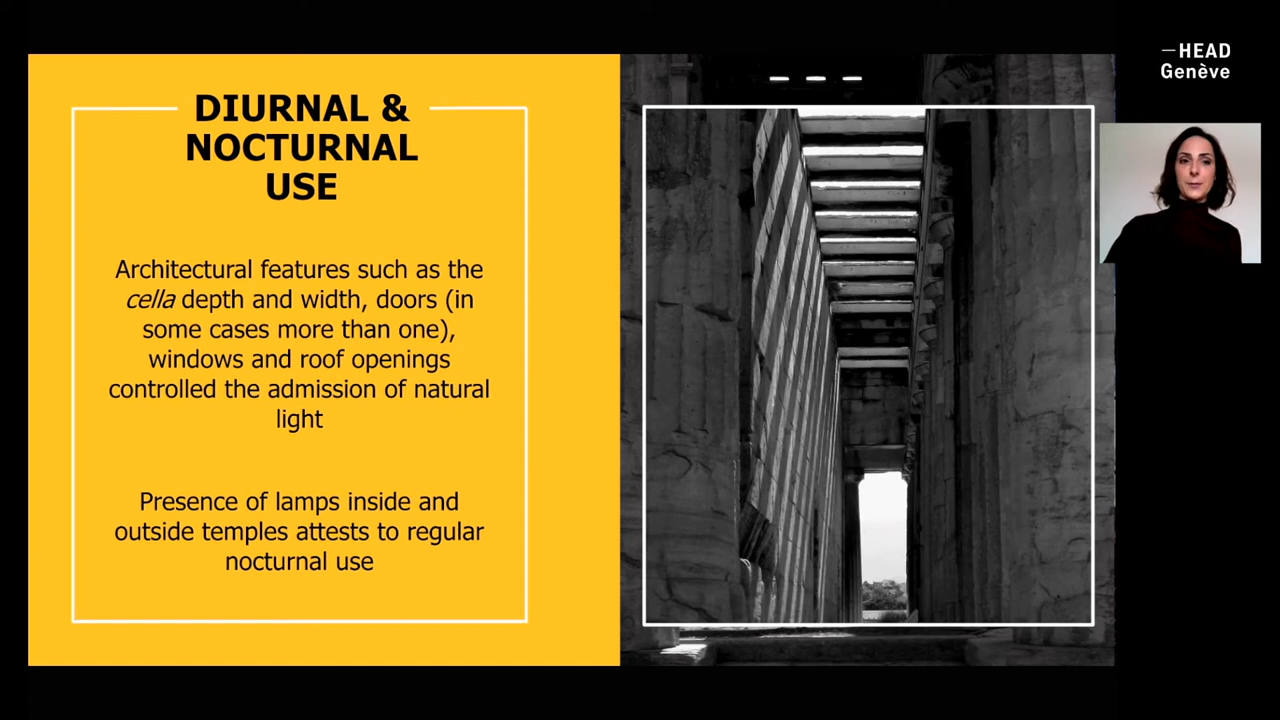 DIURNAL &
NOCTURNAL
USE
Architectural features such as the
cella depth and width, doors (in
some cases more than one),
windows and roof openings
controlled the admission of natural
light
Presence of lamps inside and
outside temples attests to regular
nocturnal use
—HEAD
Genève